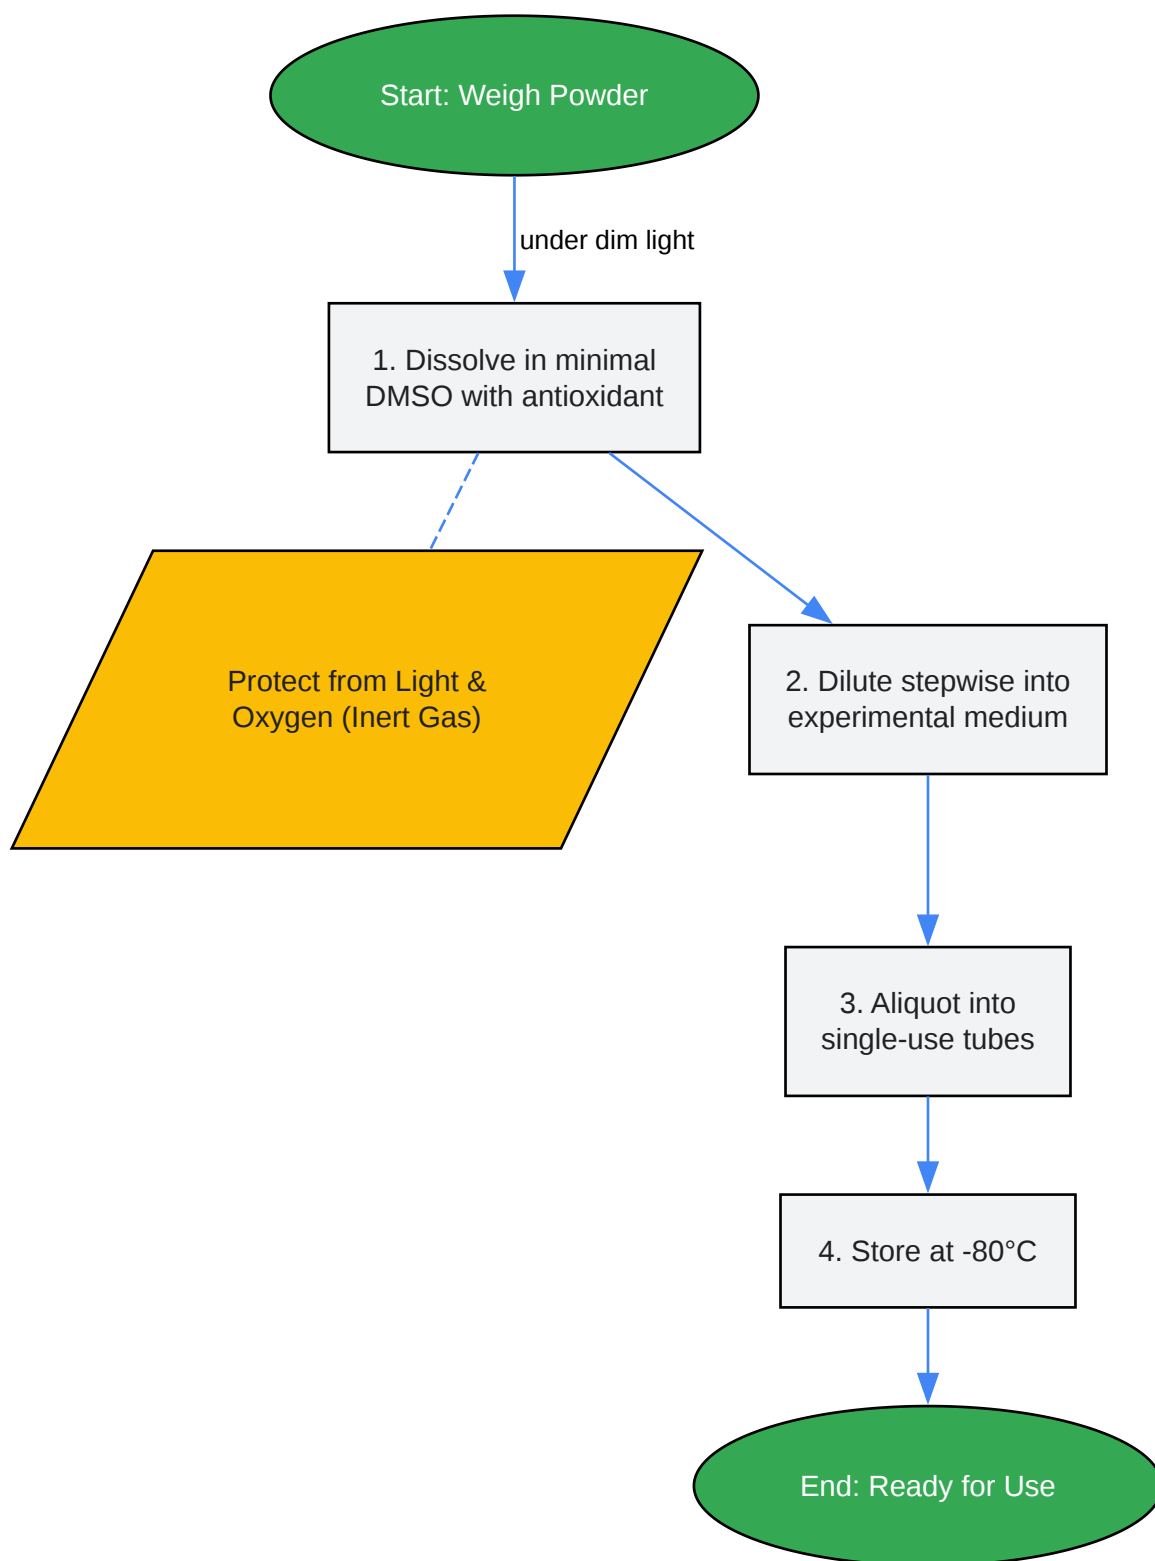 Start: Weigh Powder
under dim light
1. Dissolve in minimal
DMSO with antioxidant
Protect from Light &
Oxygen (Inert Gas)
2. Dilute stepwise into
experimental medium
3. Aliquot into
single-use tubes
4. Store at -80°C
End: Ready for Use